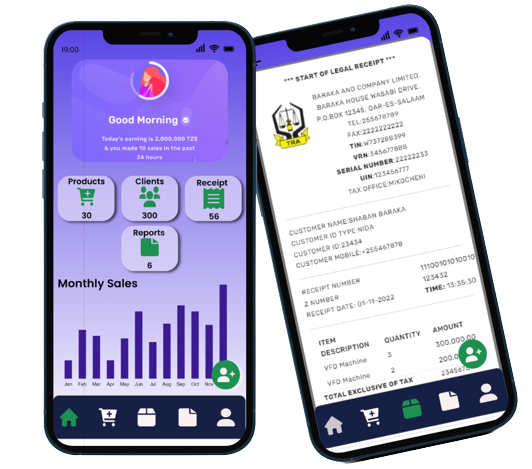 19:00
Good Morning
Today's earning is 2,000,000 TZS
& you made 10 sales in the past
24 hours
Products
30
Clients
300
Receipt
56
Reports
6
Monthly Sales
Jan Feb Mar Apr May Jun Jul Aug Sep Oct Nov
*** START OF LEGAL RECEIPT ***
TRA
BARAKA AND COMPANY LIMITED,
BARAKA HOUSE WASABI DRIVE,
P.O.BOX 12345, DAR-ES-SALAAM
TEL:255678789
FAX:2222222222
TIN:W737288399
VRN:345677888
SERIAL NUMBER:22222233
UIN:123456777
TAX OFFICE:MIKOCHENI
CUSTOMER NAME:SHABAN BARAKA
CUSTOMER ID TYPE:NIDA
CUSTOMER ID:23434
CUSTOMER MOBILE:+255467878
RECEIPT NUMBER 1110010101001
Z NUMBER 123432
RECEIPT DATE: 01-11-2022 TIME: 13:35:30
ITEM DESCRIPTION QUANTITY AMOUNT
VFD Machine 3 300,000.00
VFD Machine 2 200,0
TOTAL EXCLUSIVE OF TAX 234567